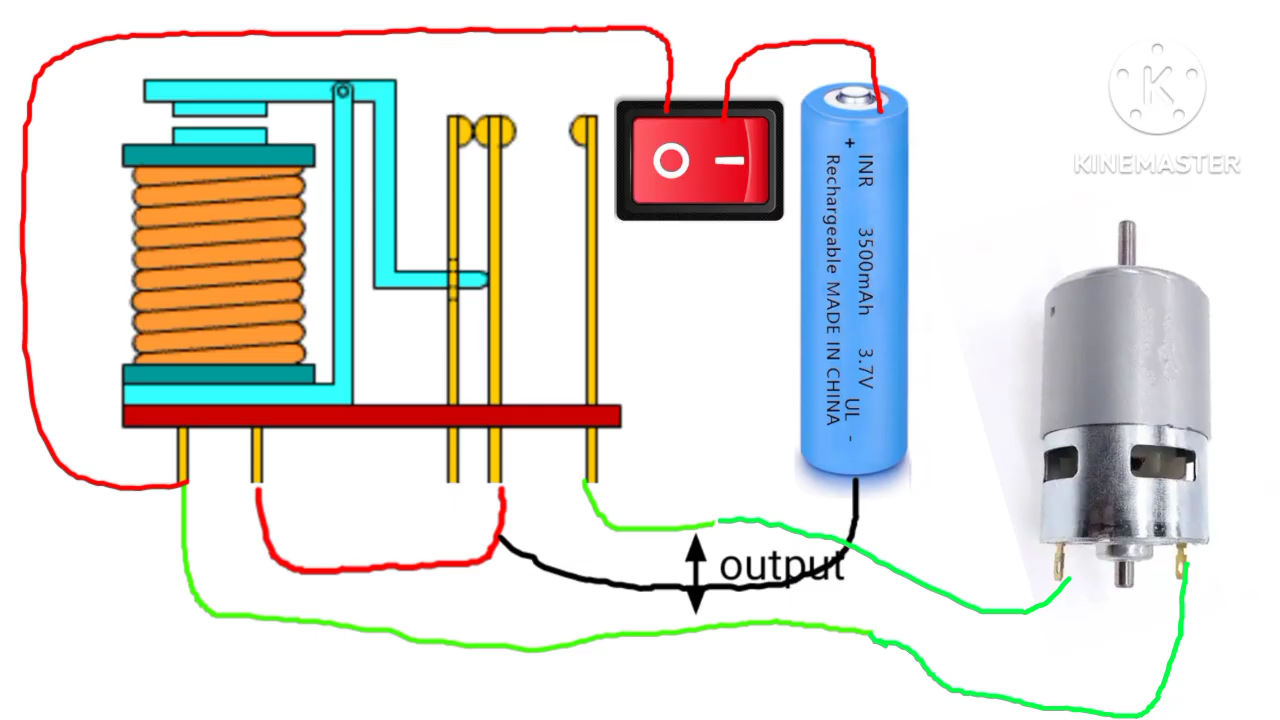 K
KINEMASTER
+ INR 3500mAh 3.7V UL -
Rechargeable MADE IN CHINA
output